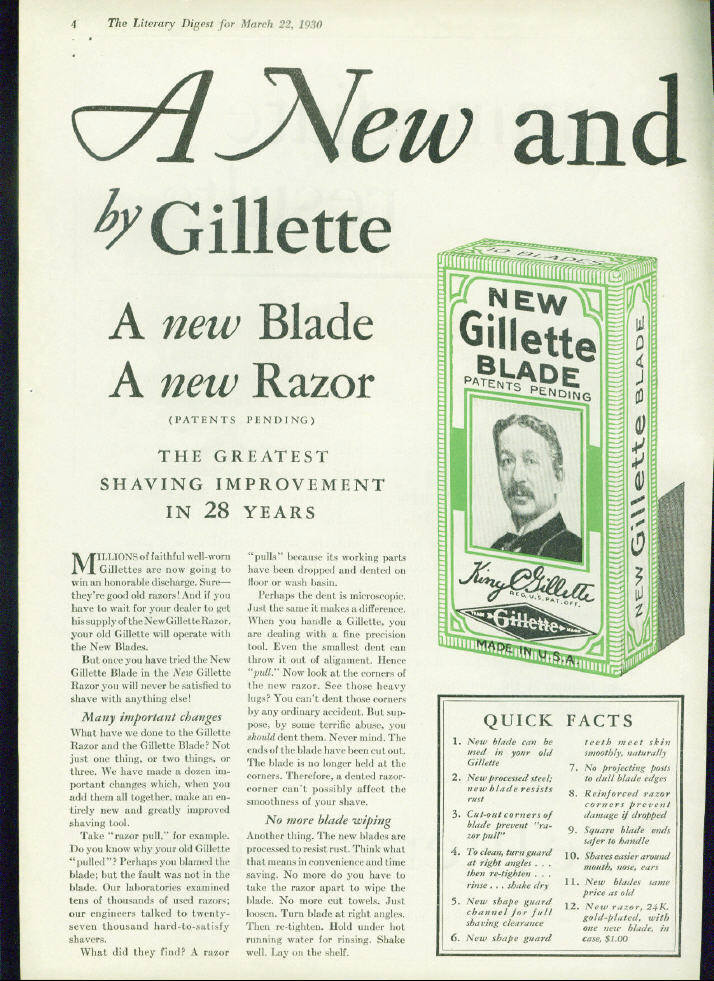 4 The Literary Digest for March 22, 1930
A New and
by Gillette
A new Blade
A new Razor
(PATENTS PENDING)
THE GREATEST
SHAVING IMPROVEMENT
IN 28 YEARS
MILLIONS of faithful well-worn
Gillettes are now going to
win an honorable discharge. Sure—
they're good old razors! And if you
have to wait for your dealer to get
his supply of the New Gillette Razor,
your old Gillette will operate with
the New Blades.
But once you have tried the New
Gillette Blade in the New Gillette
Razor you will never be satisfied to
shave with anything else!
Many important changes
What have we done to the Gillette
Razor and the Gillette Blade? Not
just one thing, or two things, or
three. We have made a dozen im-
portant changes which, when you
add them all together, make an en-
tirely new and greatly improved
shaving tool.
Take "razor pull," for example.
Do you know why your old Gillette
"pulled"? Perhaps you blamed the
blade; but the fault was not in the
blade. Our laboratories examined
tens of thousands of used razors;
our engineers talked to twenty-
seven thousand hard-to-satisfy
shavers.
What did they find? A razor
"pulls" because its working parts
have been dropped and dented on
floor or wash basin.
Perhaps the dent is microscopic.
Just the same it makes a difference.
When you handle a Gillette, you
are dealing with a fine precision
tool. Even the smallest dent can
throw it out of alignment. Hence
"pull." Now look at the corners of
the new razor. See those heavy
lugs? You can't dent those corners
by any ordinary accident. But sup-
pose, by some terrific abuse, you
should dent them. Never mind. The
ends of the blade have been cut out.
The blade is no longer held at the
corners. Therefore, a dented razor-
corner can't possibly affect the
smoothness of your shave.
No more blade wiping
Another thing. The new blades are
processed to resist rust. Think what
that means in convenience and time
saving. No more do you have to
take the razor apart to wipe the
blade. No more cut towels. Just
loosen. Turn blade at right angles.
Then re-tighten. Hold under hot
running water for rinsing. Shake
well. Lay on the shelf.
10 BLADES
NEW
Gillette
BLADE
PATENTS PENDING
King C Gillette
REG. U.S. PAT. OFF.
TRADE Gillette MARK
MADE IN U.S.A.
NEW Gillette BLADE
QUICK FACTS
1. New blade can be
used in your old
Gillette
2. New processed steel;
new blade resists
rust
3. Cut-out corners of
blade prevent "ra-
zor pull"
4. To clean, turn guard
at right angles . . .
then re-tighten . . .
rinse . . . shake dry
5. New shape guard
channel for full
shaving clearance
6. New shape guard
teeth meet skin
smoothly, naturally
7. No projecting posts
to dull blade edges
8. Reinforced razor
corners prevent
damage if dropped
9. Square blade ends
safer to handle
10. Shaves easier around
mouth, nose, ears
11. New blades same
price as old
12. New razor, 24K.
gold-plated, with
one new blade, in
case, $1.00